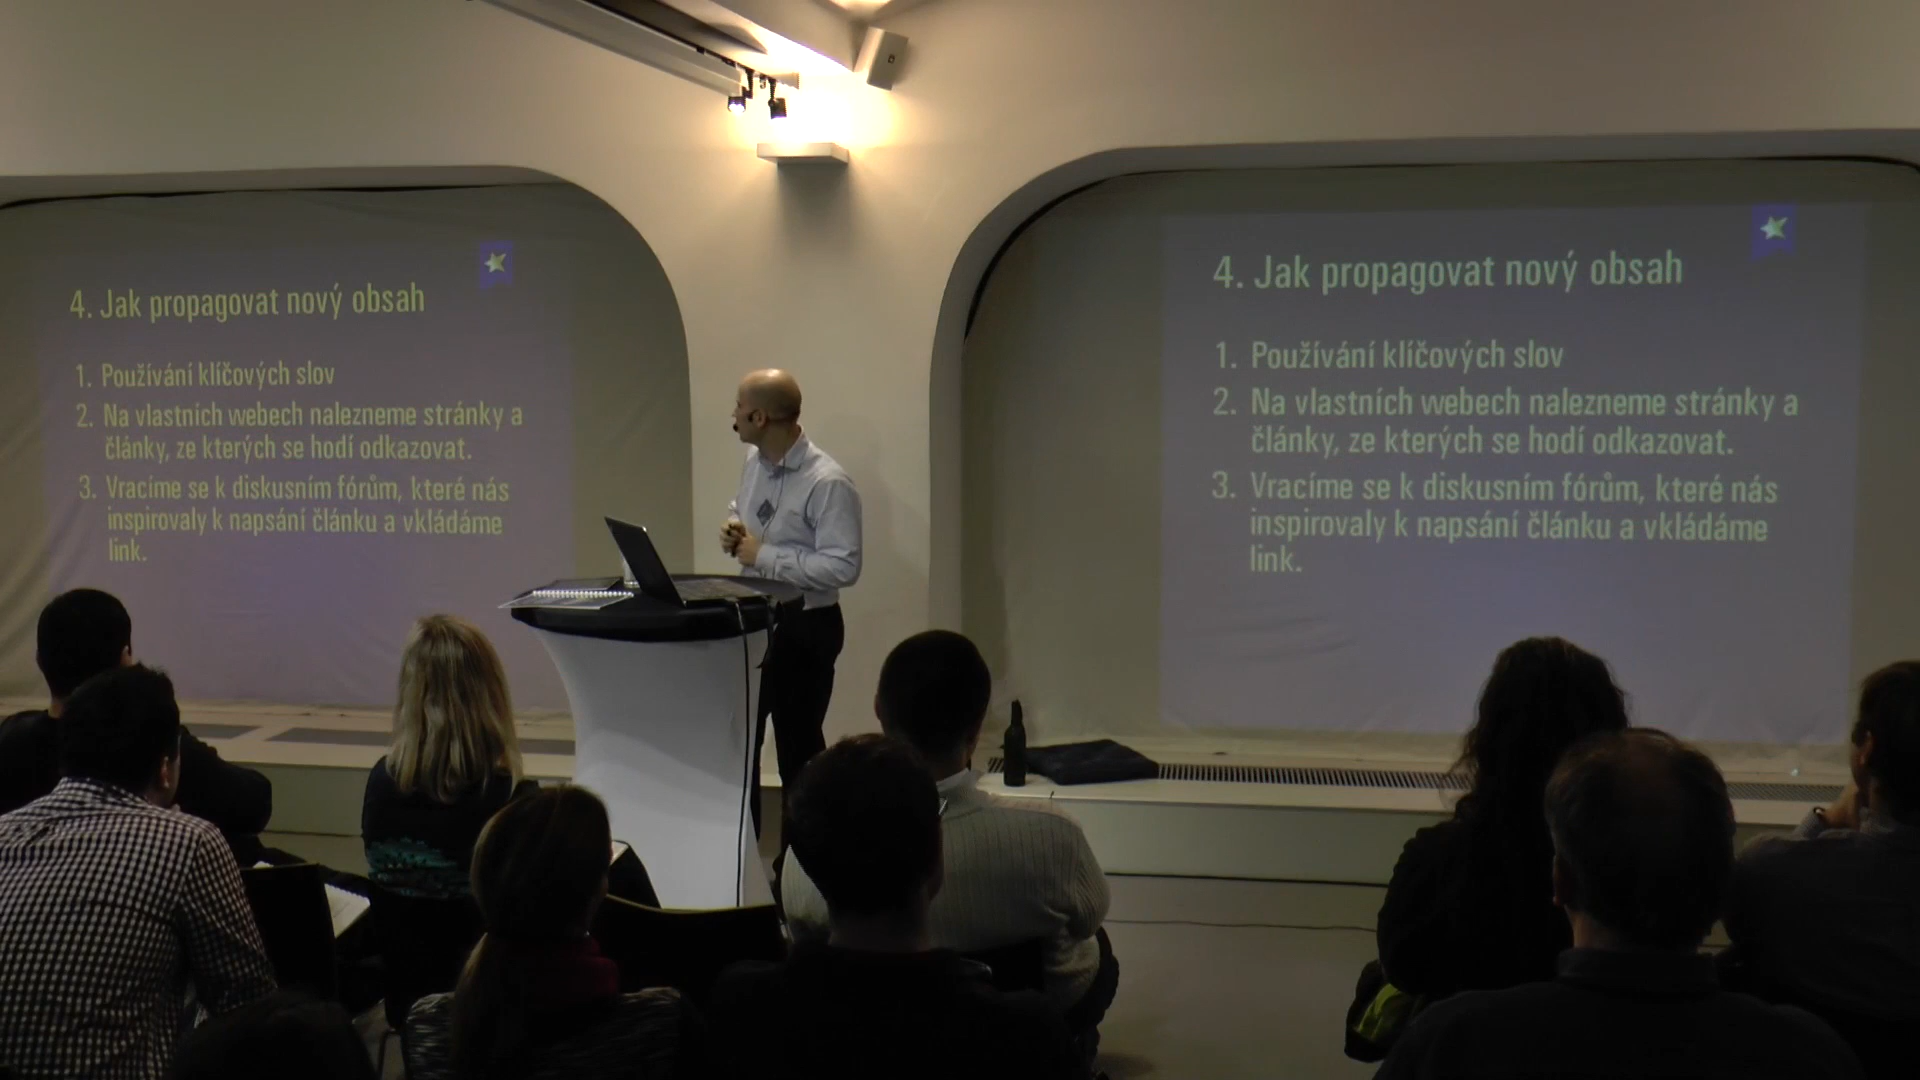 4. Jak propagovat nový obsah
1. Používání klíčových slov
2. Na vlastních webech nalezneme stránky a
články, ze kterých se hodí odkazovat.
3. Vracíme se k diskusním fórům, které nás
inspirovaly k napsání článku a vkládáme
link.
4. Jak propagovat nový obsah
1. Používání klíčových slov
2. Na vlastních webech nalezneme stránky a
články, ze kterých se hodí odkazovat.
3. Vracíme se k diskusním fórům, které nás
inspirovaly k napsání článku a vkládáme
link.